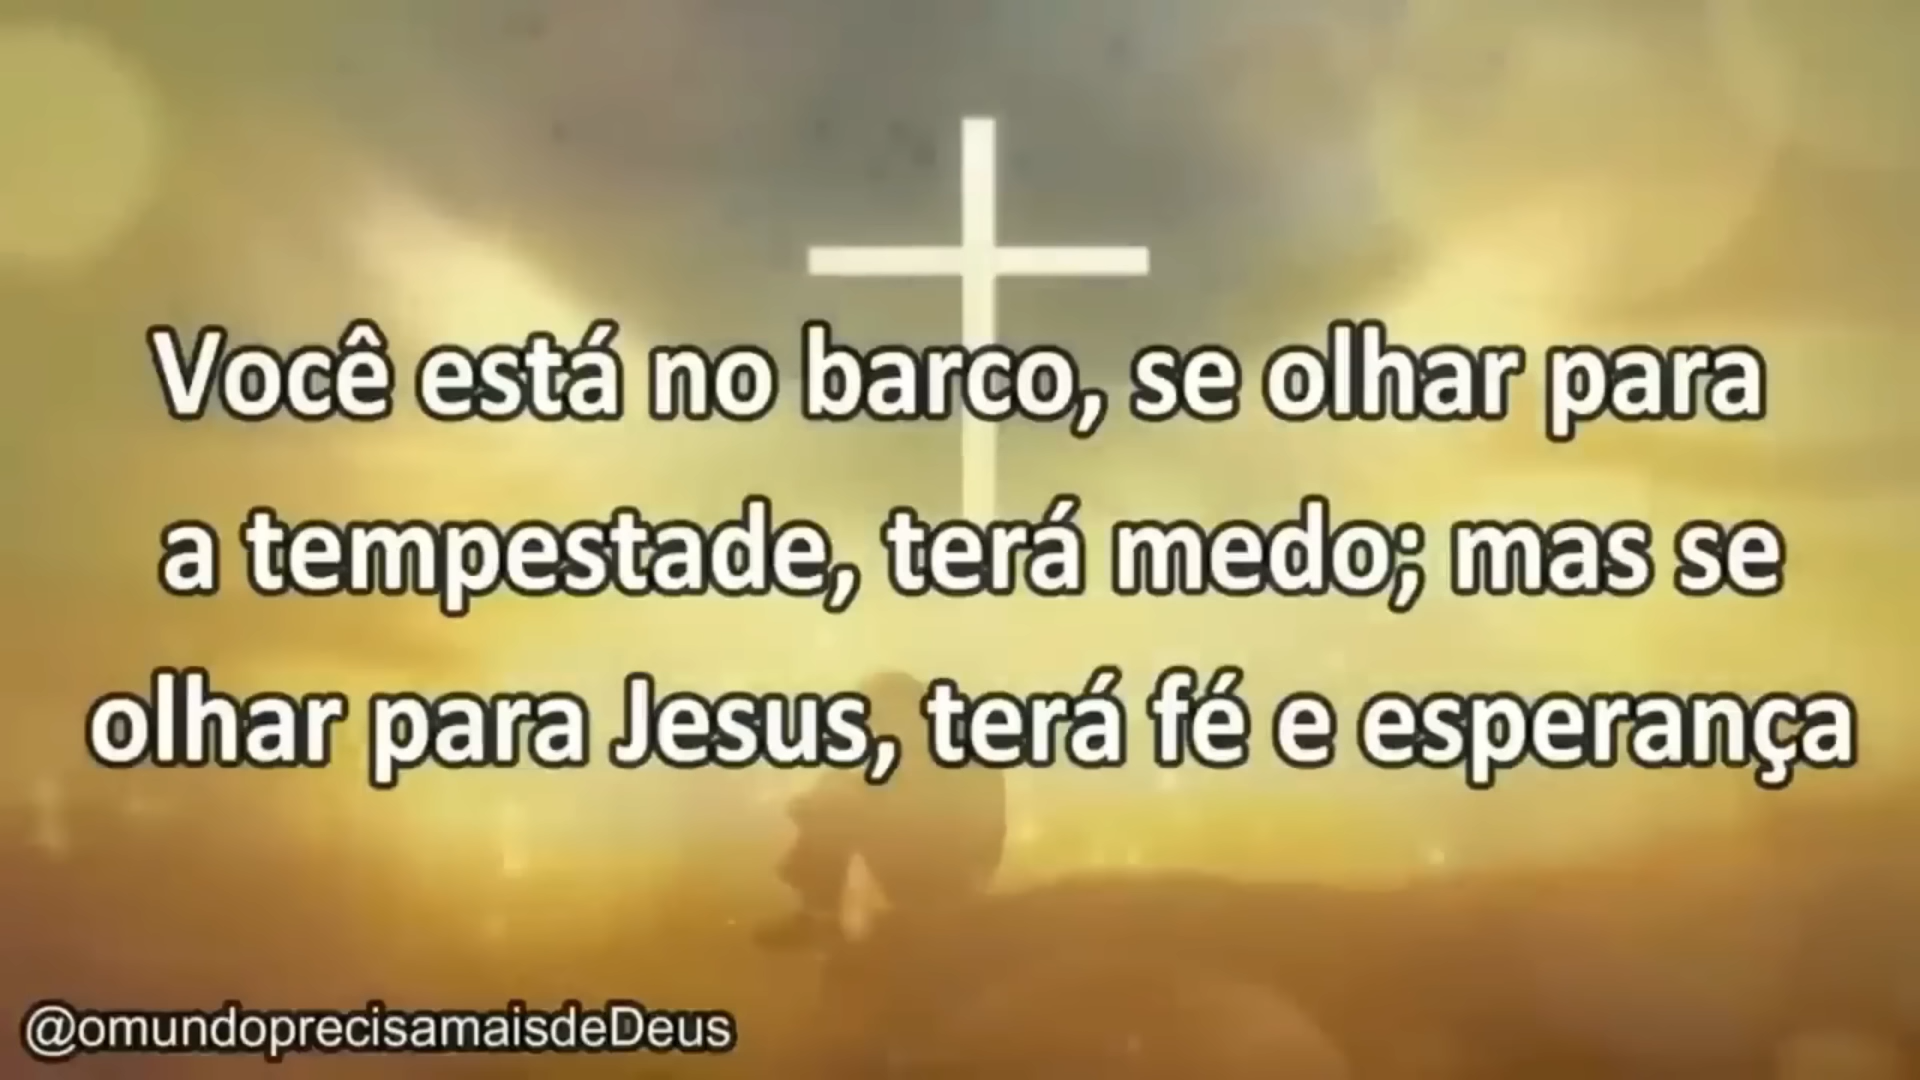 Você está no barco, se olhar para
a tempestade, terá medo; mas se
olhar para Jesus, terá fé e esperança
@omundoprecisamaisdeDeus